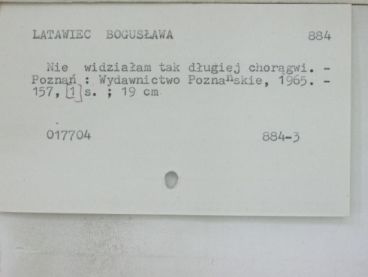 LATAWIEC BOGUSŁAWA 884
Nie widziałam tak długiej chorągwi. -
Poznań : Wydawnictwo Poznańskie, 1965. -
157, [1] s. ; 19 cm
017704 884-3